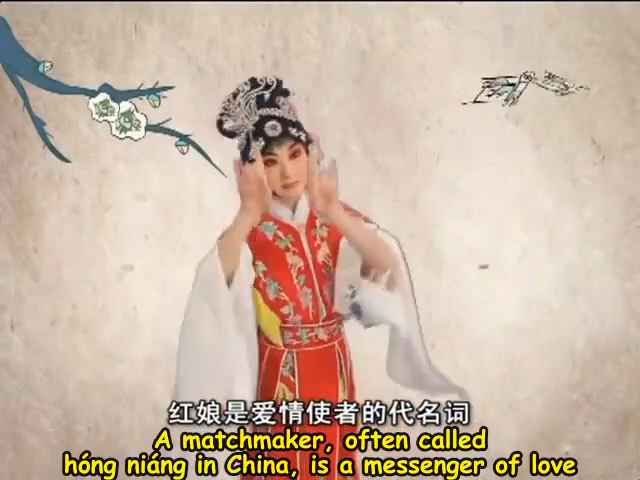 红娘是爱情使者的代名词
A matchmaker, often called
hóng niáng in China, is a messenger of love